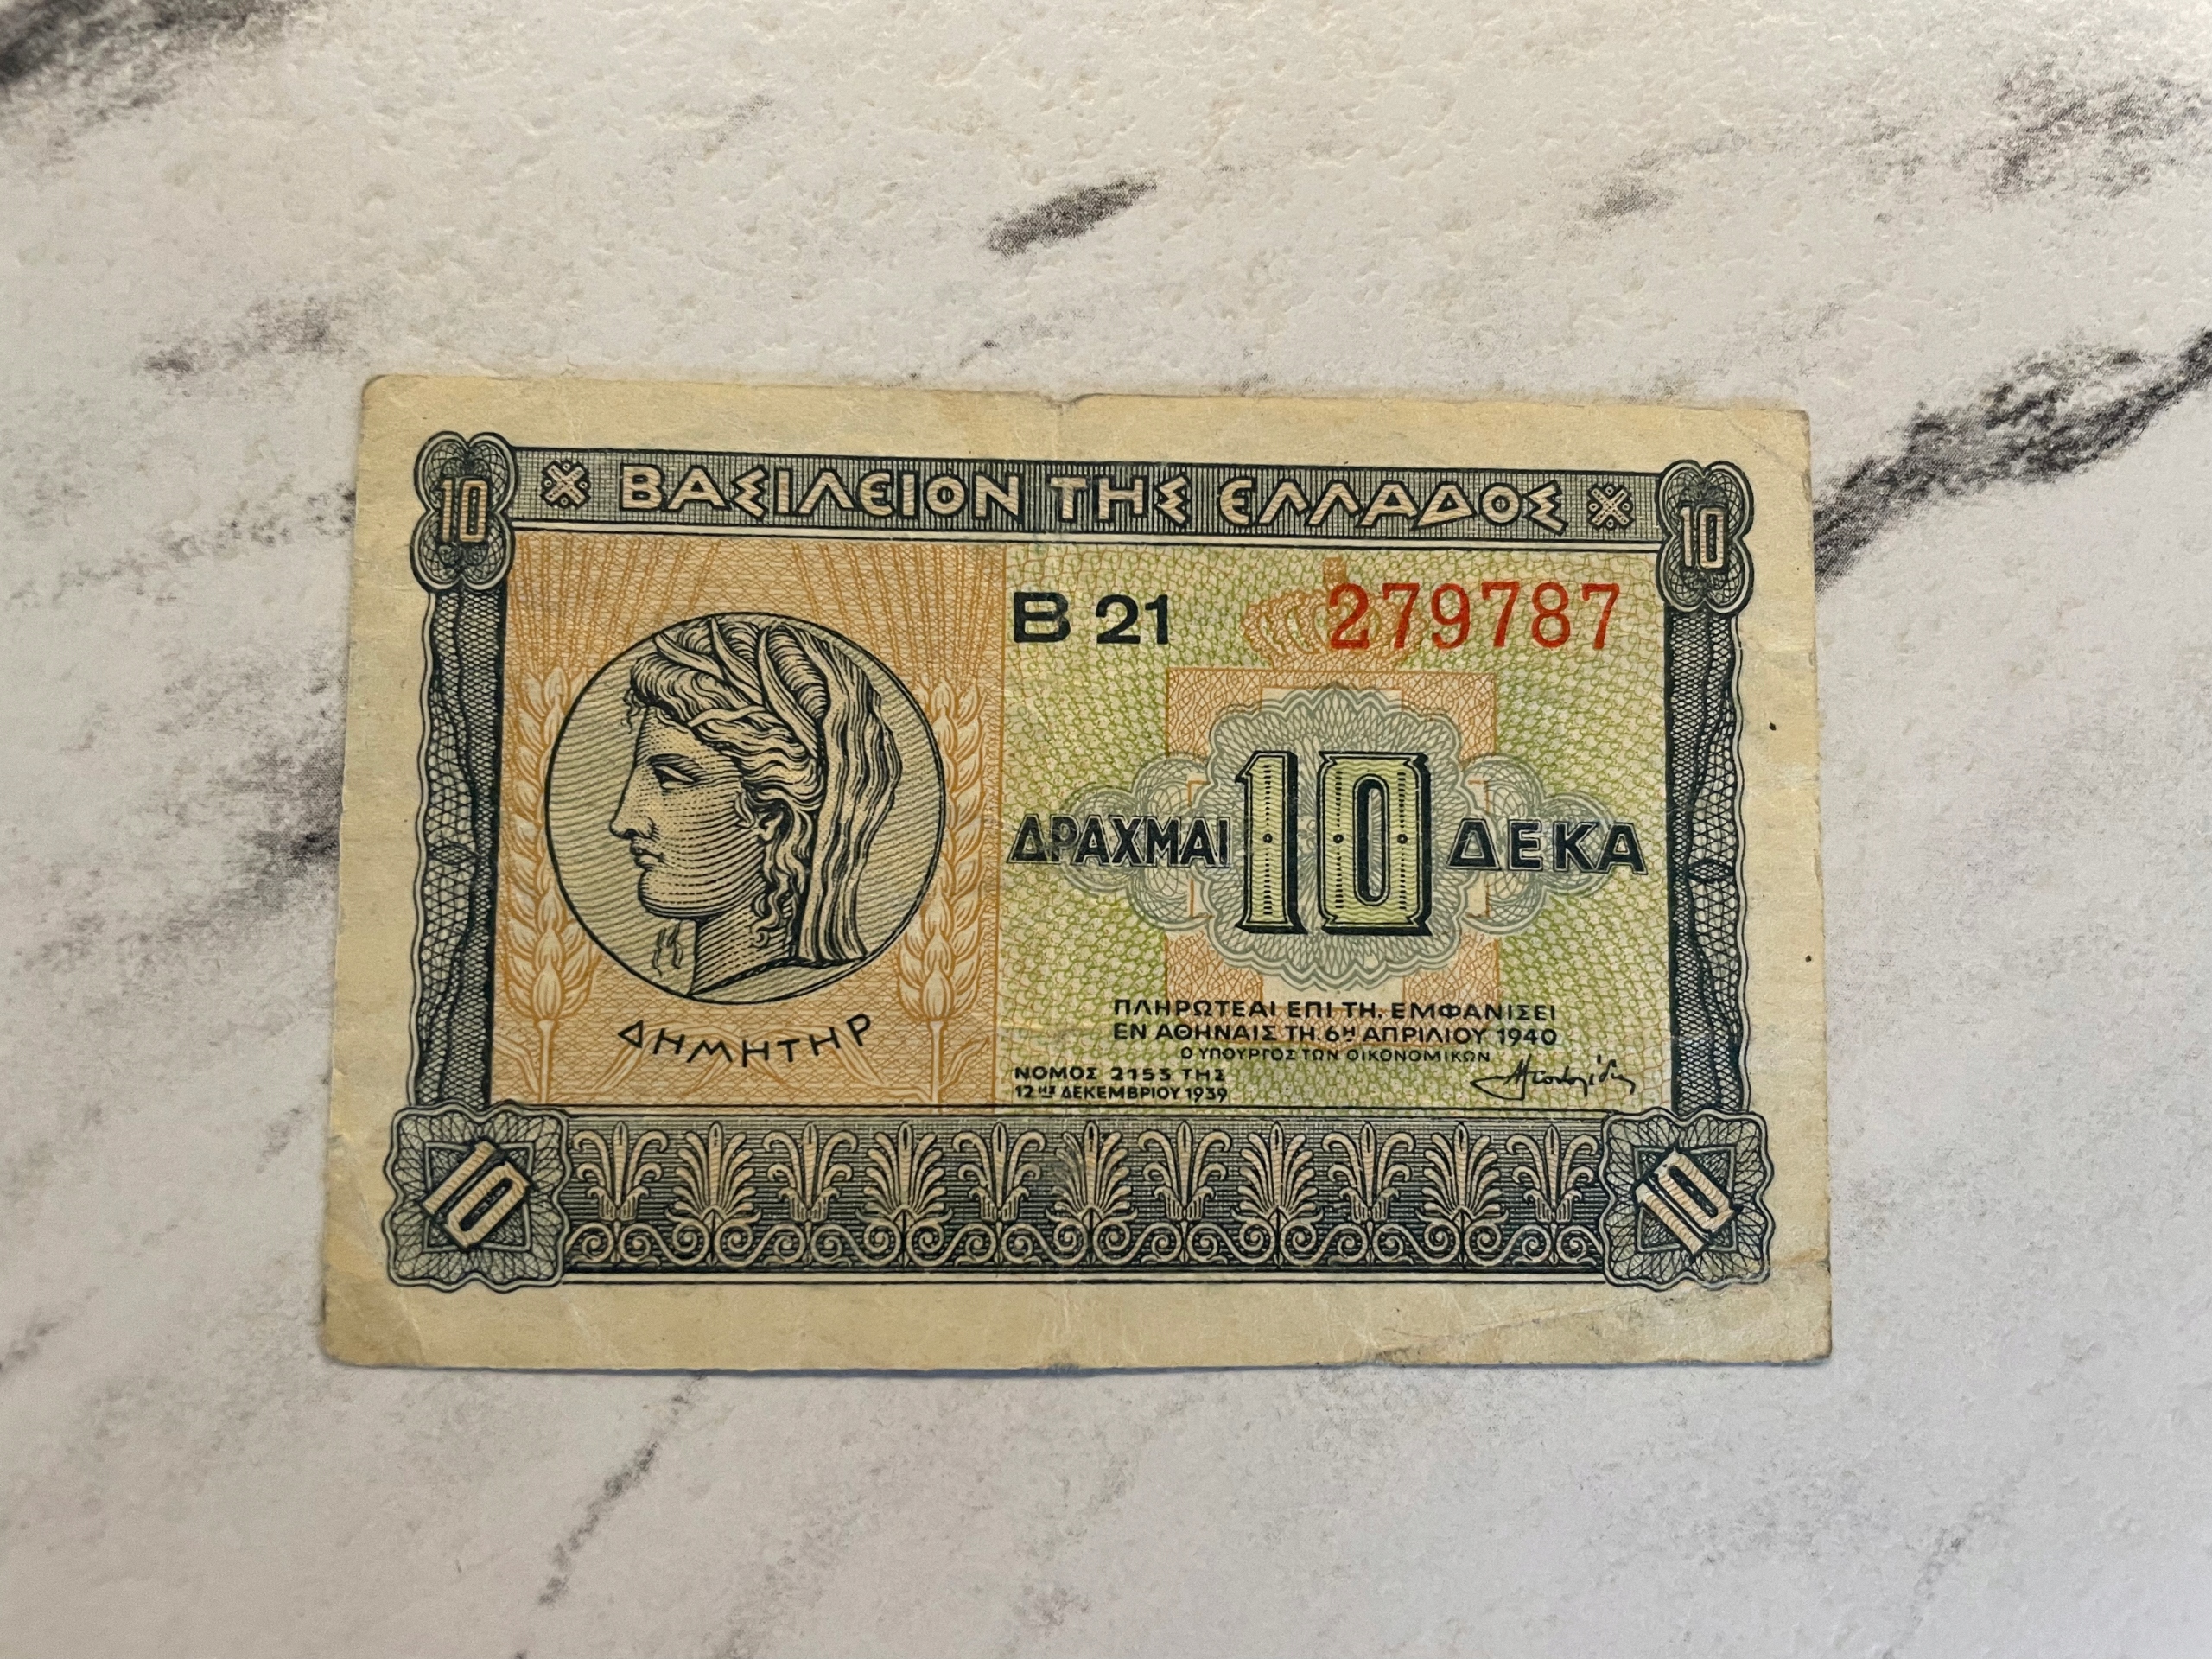 10 ΒΑΣΙΛΕΙΟΝ ΤΗΣ ΕΛΛΑΔΟΣ 10
Β 21 279787
ΔΡΑΧΜΑΙ 10 ΔΕΚΑ
ΔΗΜΗΤΗΡ
ΠΛΗΡΩΤΕΑΙ ΕΠΙ ΤΗ. ΕΜΦΑΝΙΣΕΙ
ΕΝ ΑΘΗΝΑΙΣ ΤΗ. 6Η ΑΠΡΙΛΙΟΥ 1940
Ο ΥΠΟΥΡΓΟΣ ΤΩΝ ΟΙΚΟΝΟΜΙΚΩΝ
ΝΟΜΟΣ 2153 ΤΗΣ
12ΗΣ ΔΕΚΕΜΒΡΙΟΥ 1939
10 10